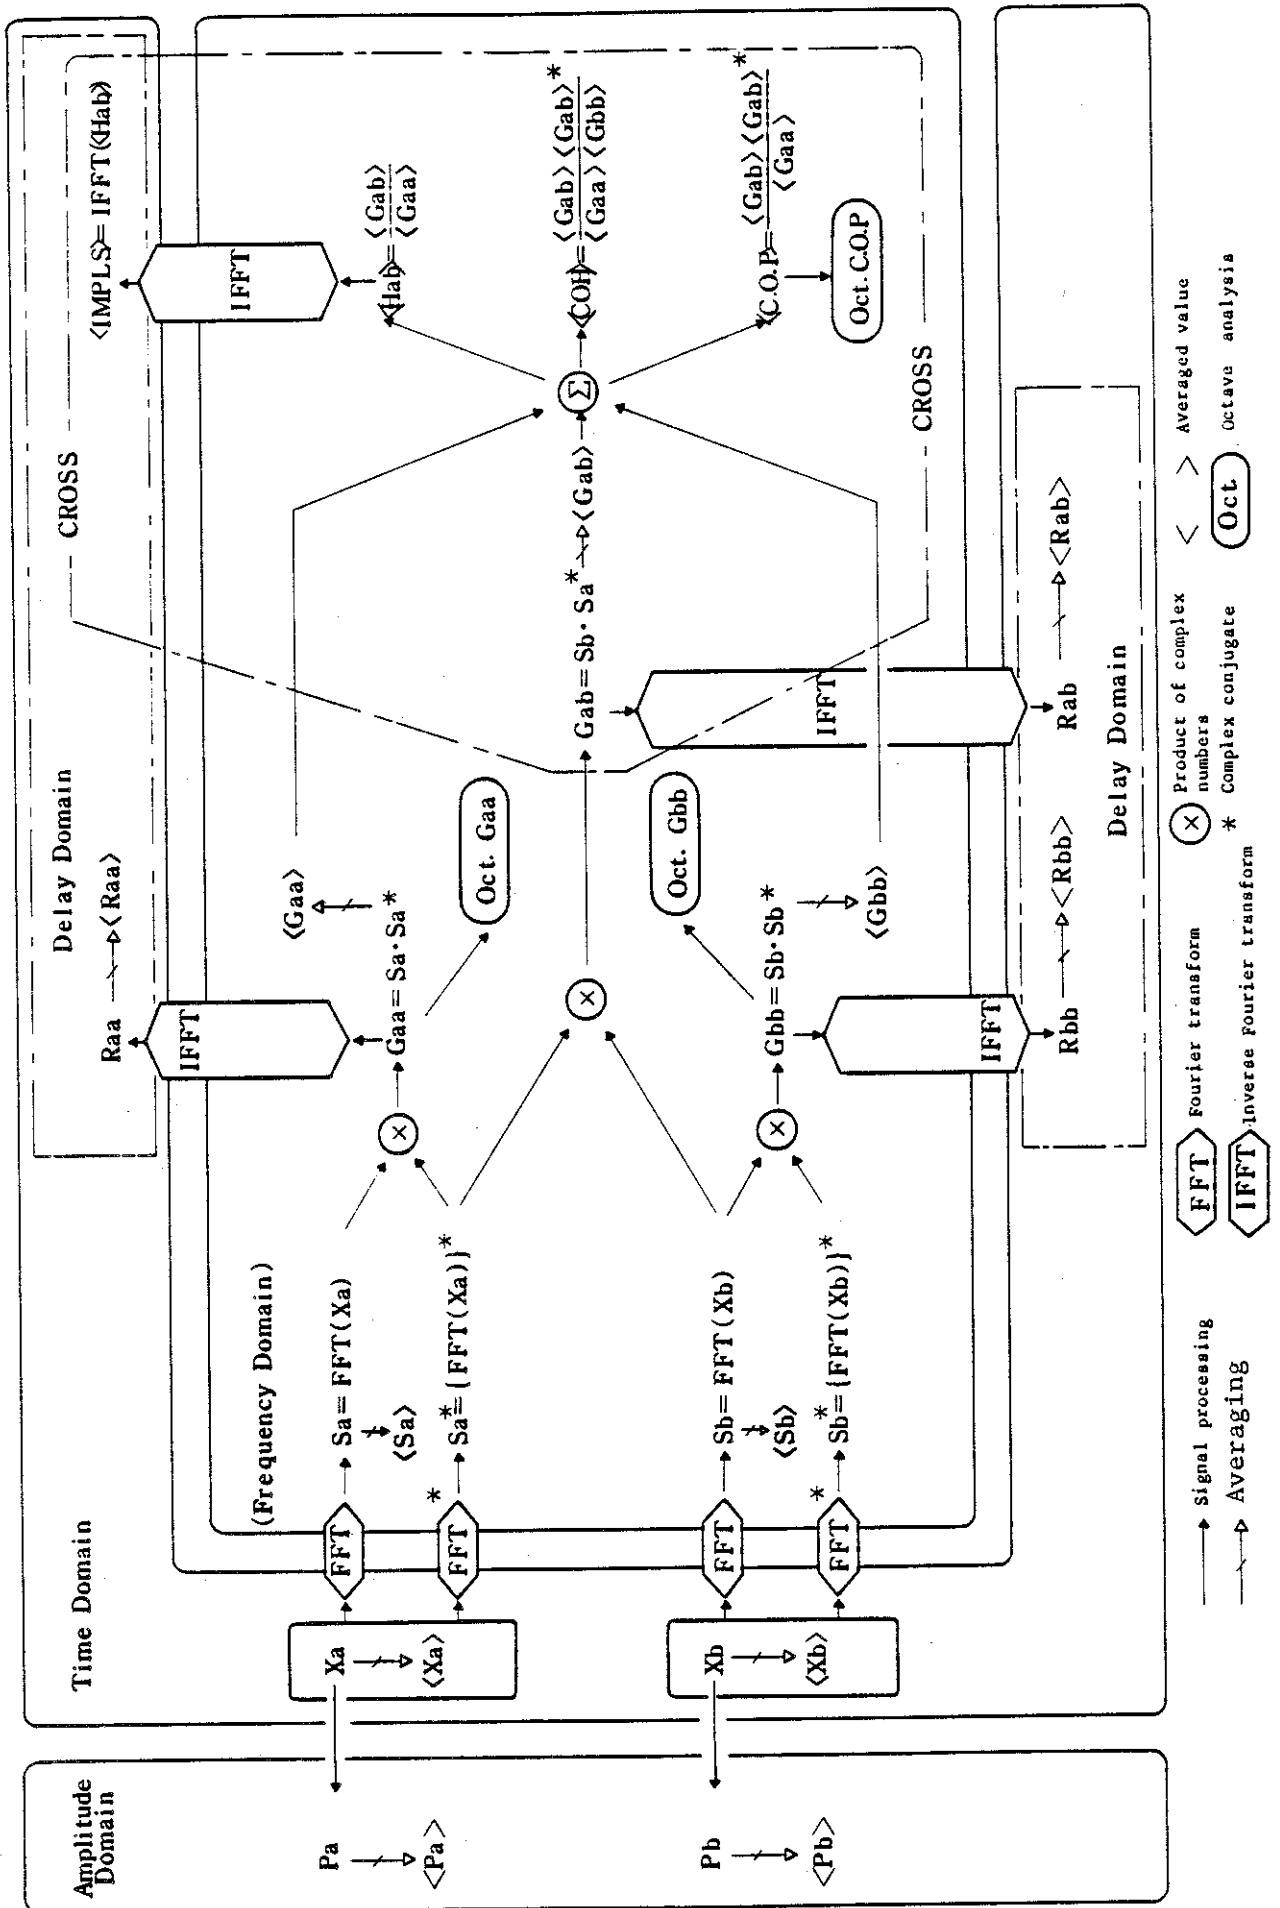 Amplitude
Domain
Pa
<Pa>
Pb
<Pb>
Time Domain
Xa
<Xa>
Xb
<Xb>
(Frequency Domain)
FFT
Sa=FFT(Xa)
<Sa>
FFT*
Sa*={FFT(Xa)}*
FFT
Sb=FFT(Xb)
<Sb>
FFT*
Sb*={FFT(Xb)}*
×
×
×
Delay Domain
Raa
<Raa>
IFFT
Gaa=Sa·Sa*
<Gaa>
Oct. Gaa
Oct. Gbb
Gbb=Sb·Sb*
<Gbb>
IFFT
Rbb
<Rbb>
CROSS
Gab=Sb·Sa*
<Gab>
Σ
IFFT
Rab
<Rab>
Delay Domain
<IMPLS>=IFFT(<Hab>)
IFFT
<Hab>=<Gab>/<Gaa>
<COH>=<Gab><Gab>*/<Gaa><Gbb>
<C.O.P>=<Gab><Gab>*/<Gaa>
Oct. C.O.P
CROSS
Signal processing
Averaging
FFT Fourier transform
IFFT Inverse Fourier transform
× Product of complex
numbers
* Complex conjugate
< > Averaged value
Oct Octave analysis